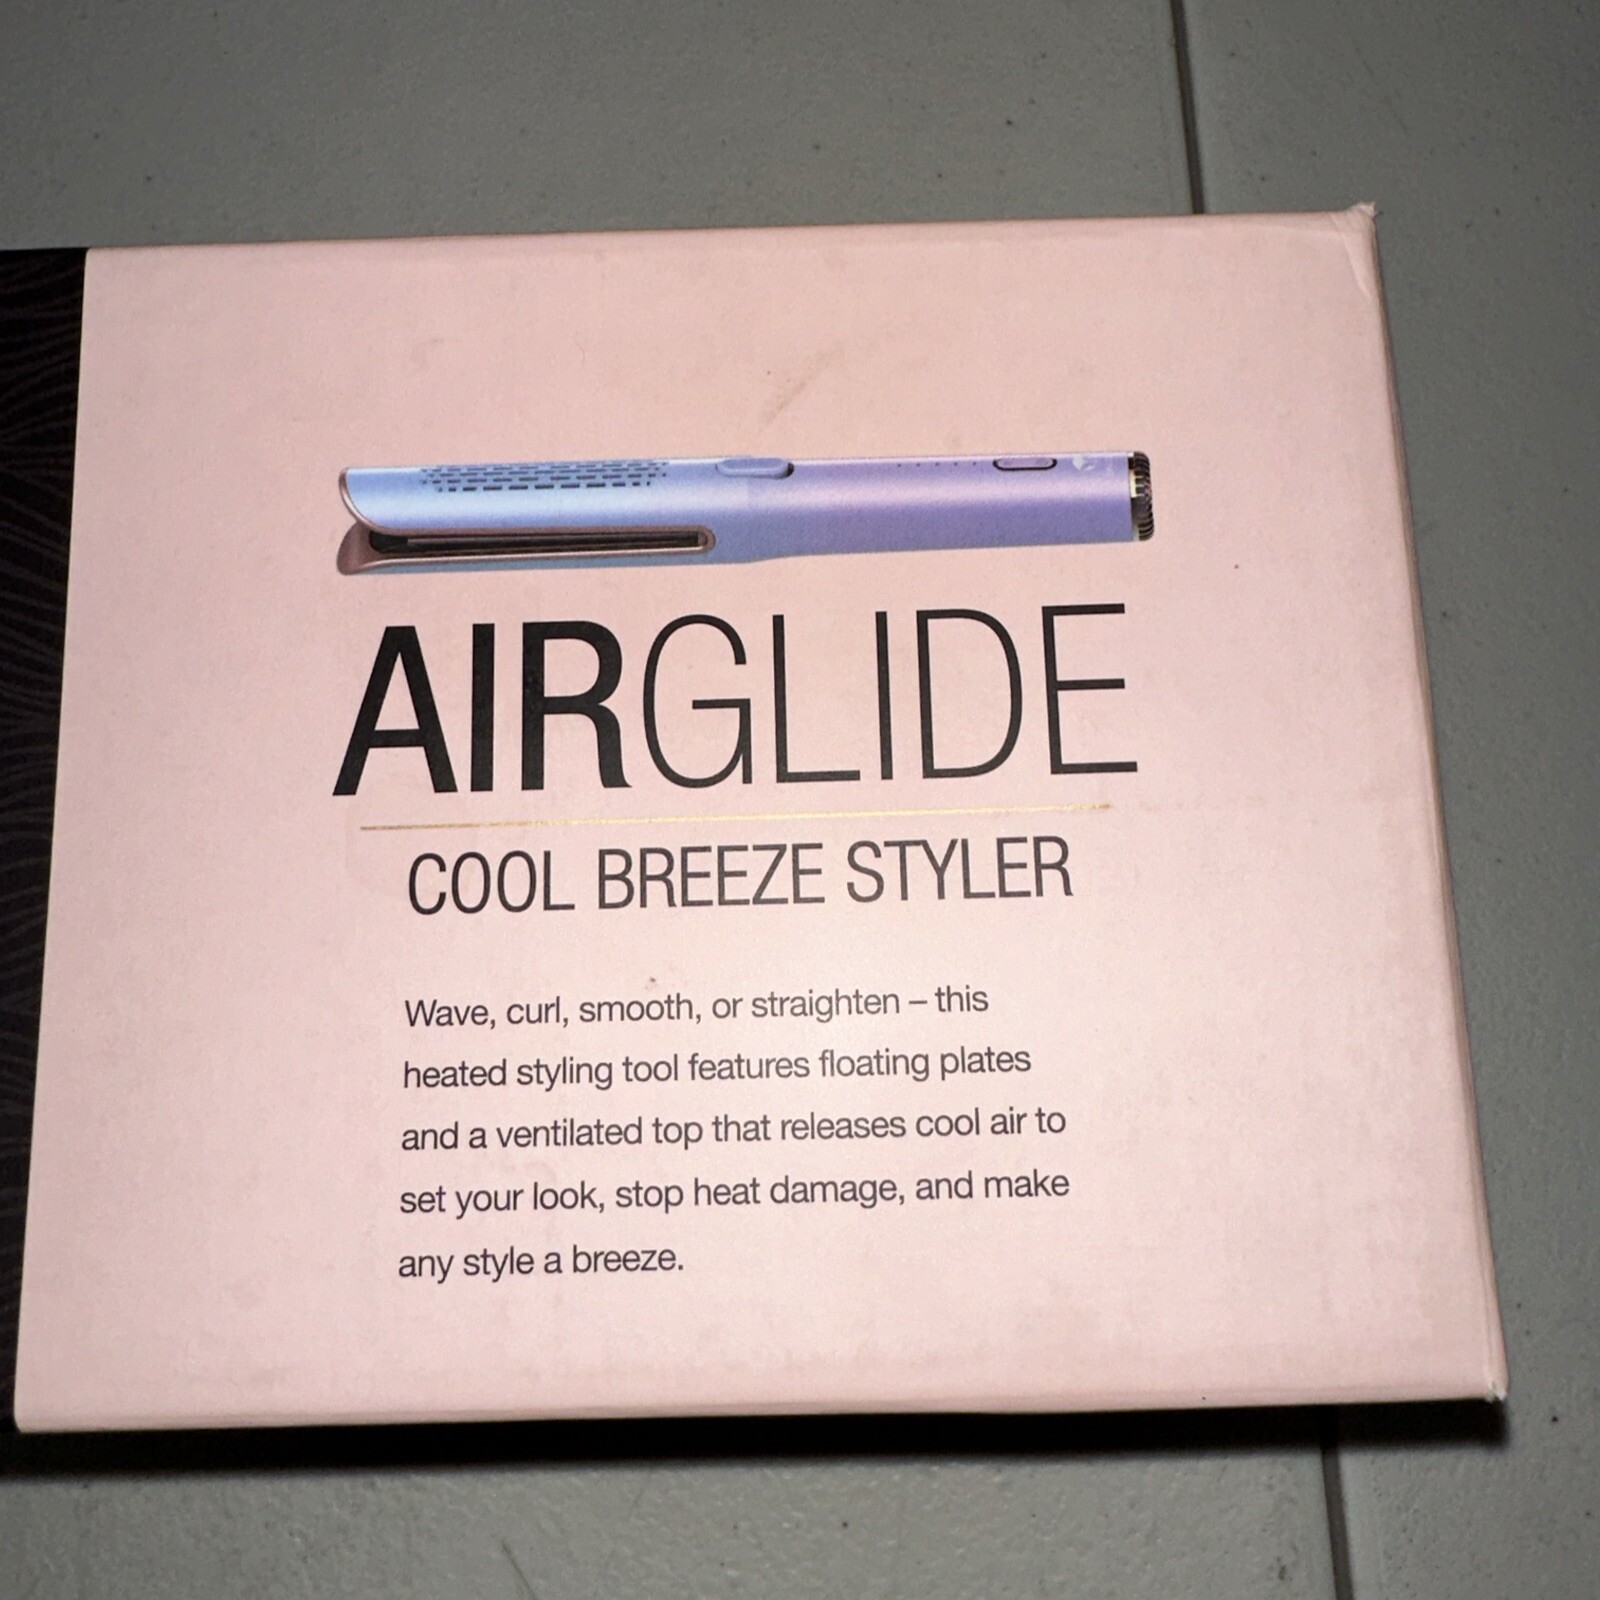 AIRGLIDE
COOL BREEZE STYLER
Wave, curl, smooth, or straighten – this
heated styling tool features floating plates
and a ventilated top that releases cool air to
set your look, stop heat damage, and make
any style a breeze.